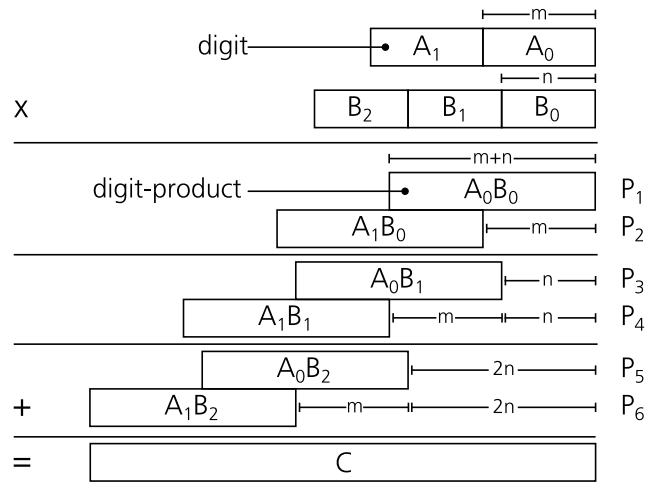 m
digit A₁ A₀
n
x B₂ B₁ B₀
m+n
digit-product A₀B₀ P₁
A₁B₀ m P₂
A₀B₁ n P₃
A₁B₁ m n P₄
A₀B₂ 2n P₅
+ A₁B₂ m 2n P₆
= C